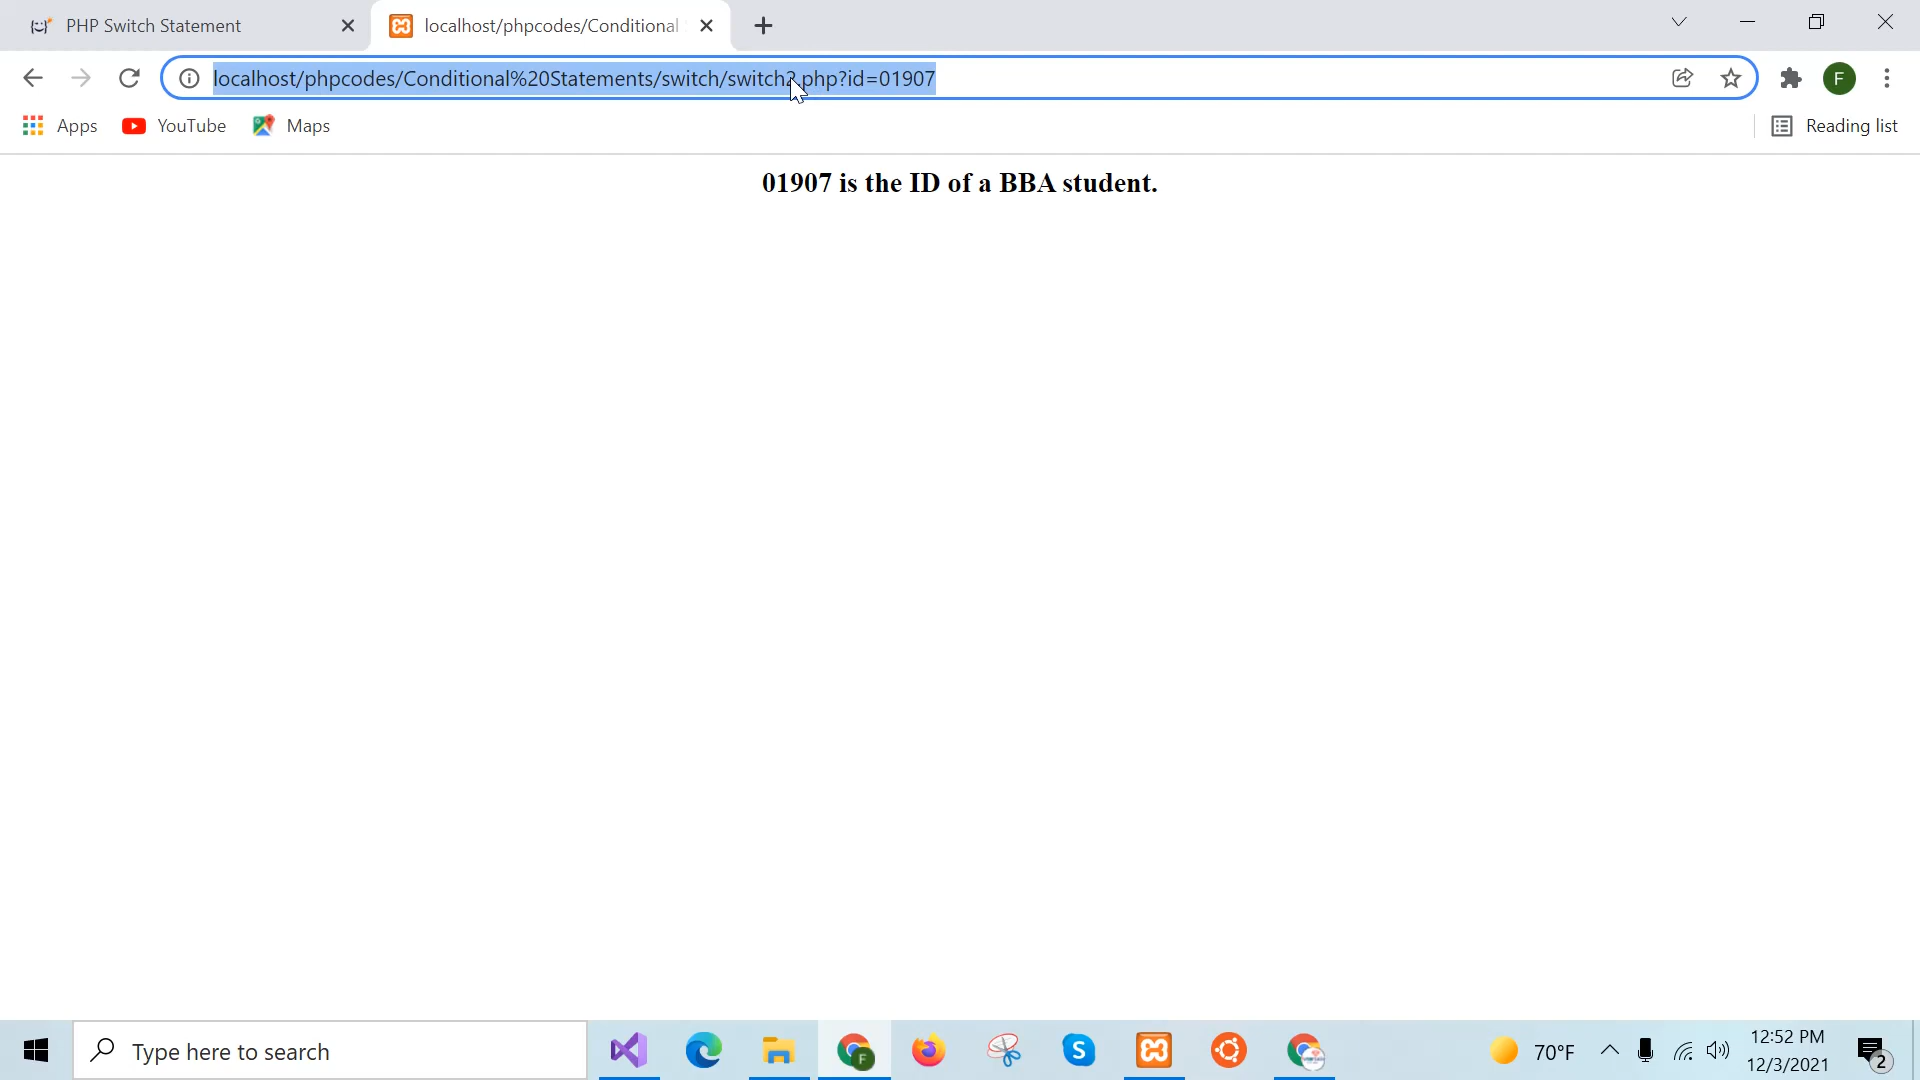 PHP Switch Statement
localhost/phpcodes/Conditional
localhost/phpcodes/Conditional%20Statements/switch/switch2.php?id=01907
F
Apps YouTube Maps Reading list
01907 is the ID of a BBA student.
Type here to search
F
S
70°F
12:52 PM
12/3/2021
2